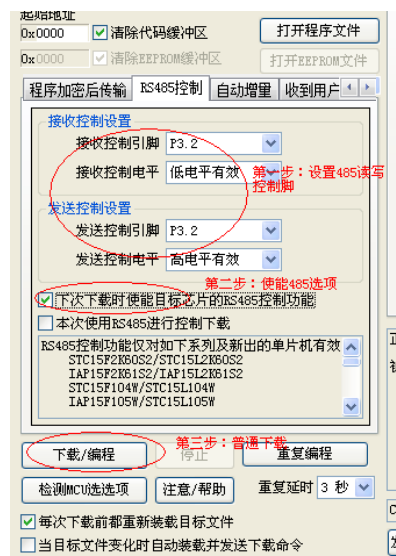 起始地址
0x0000 清除代码缓冲区 打开程序文件
0x0000 清除EEPROM缓冲区 打开EEPROM文件
程序加密后传输 RS485控制 自动增量 收到用户
接收控制设置
接收控制引脚 P3.2
接收控制电平 低电平有效
第一步：设置485读写
控制脚
发送控制设置
发送控制引脚 P3.2
发送控制电平 高电平有效
第二步：使能485选项
下次下载时使能目标芯片的RS485控制功能
本次使用RS485进行控制下载
RS485控制功能仅对如下系列及新出的单片机有效
STC15F2K60S2/STC15L2K60S2
IAP15F2K61S2/IAP15L2K61S2
STC15F104W/STC15L104W
IAP15F105W/STC15L105W
第三步：普通下载
下载/编程 停止 重复编程
检测MCU选项 注意/帮助 重复延时 3 秒
每次下载前都重新装载目标文件
当目标文件变化时自动装载并发送下载命令